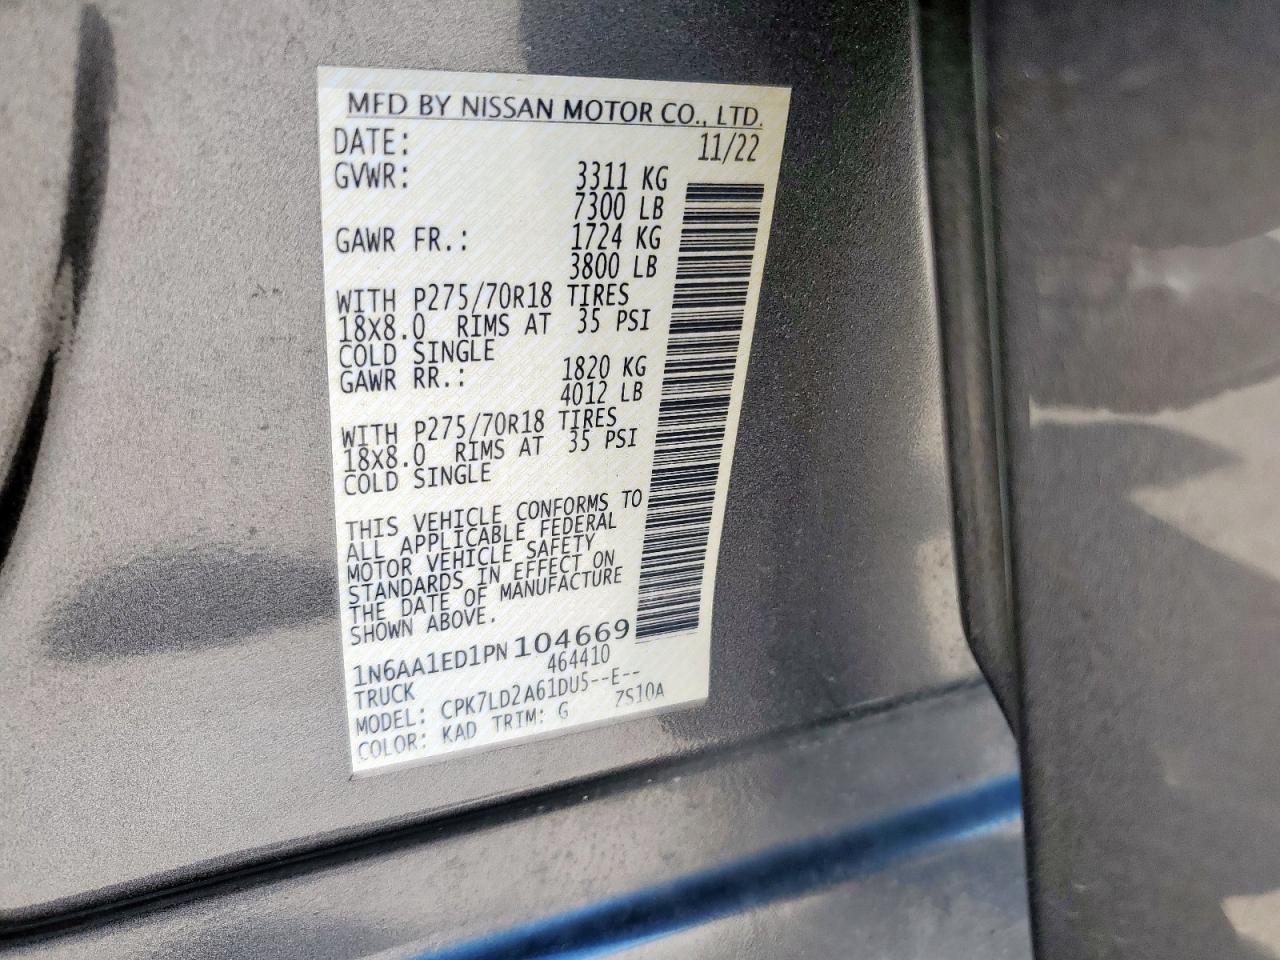 MFD BY NISSAN MOTOR CO., LTD.
DATE: 11/22
GVWR: 3311 KG
7300 LB
GAWR FR.: 1724 KG
3800 LB
WITH P275/70R18 TIRES
18X8.0 RIMS AT 35 PSI
COLD SINGLE
GAWR RR.: 1820 KG
4012 LB
WITH P275/70R18 TIRES
18X8.0 RIMS AT 35 PSI
COLD SINGLE
THIS VEHICLE CONFORMS TO
ALL APPLICABLE FEDERAL
MOTOR VEHICLE SAFETY
STANDARDS IN EFFECT ON
THE DATE OF MANUFACTURE
SHOWN ABOVE.
1N6AA1ED1PN104669
TRUCK 464410
MODEL: CPK7LD2A61DU5--E--
COLOR: KAD TRIM: G 7S10A